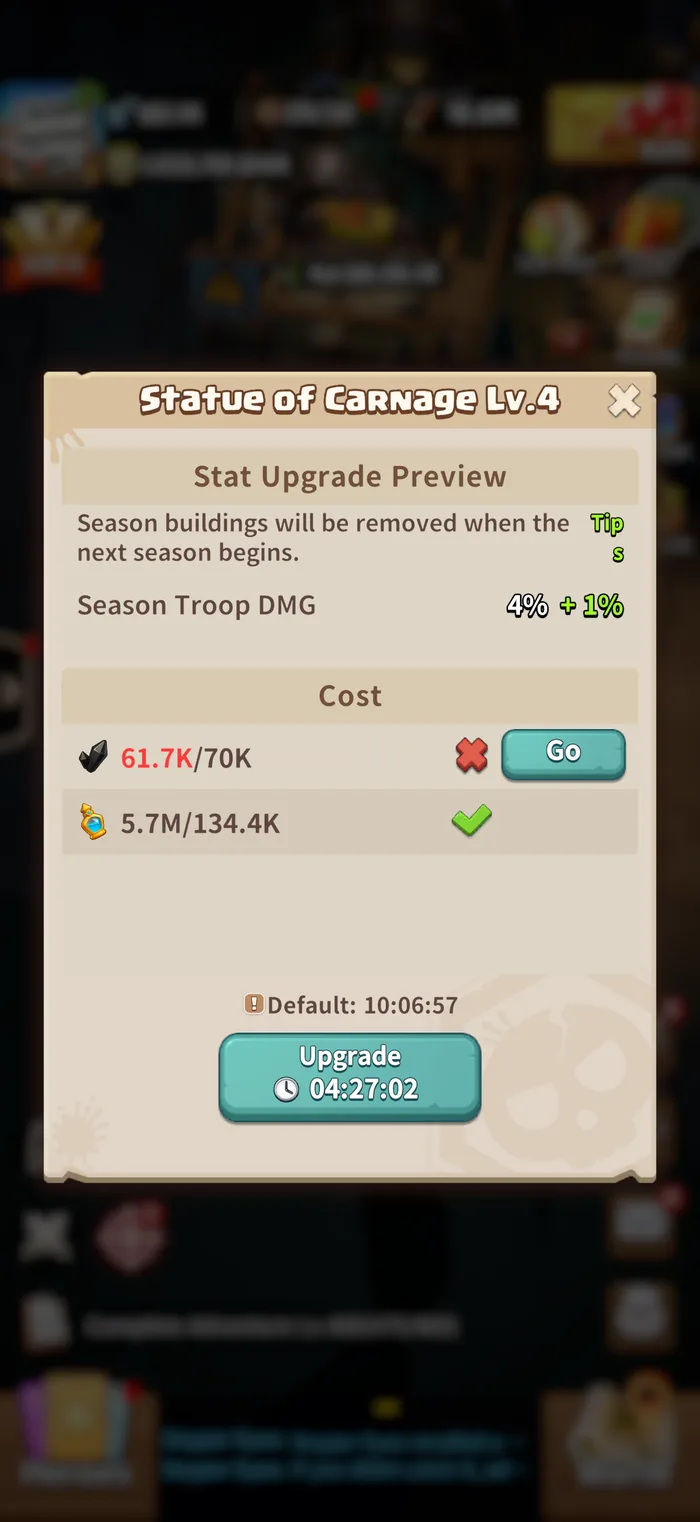 Statue of Carnage Lv.4
Stat Upgrade Preview
Season buildings will be removed when the
next season begins.
Tip
s
Season Troop DMG 4% + 1%
Cost
61.7K/70K
Go
5.7M/134.4K
Default: 10:06:57
Upgrade
04:27:02